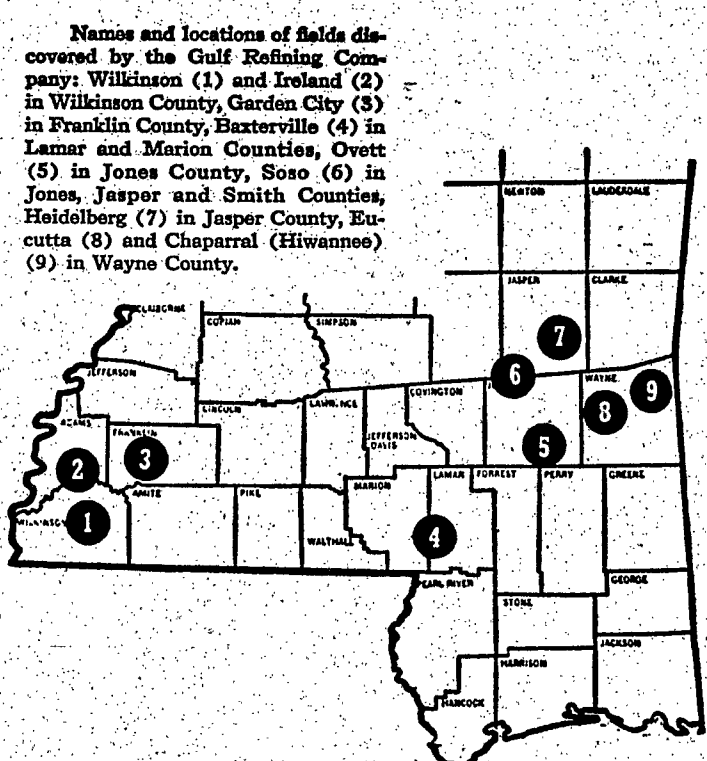 Names and locations of fields dis-
covered by the Gulf Refining Com-
pany: Wilkinson (1) and Ireland (2)
in Wilkinson County, Garden City (3)
in Franklin County, Baxterville (4) in
Lamar and Marion Counties, Ovett
(5) in Jones County, Soso (6) in
Jones, Jasper and Smith Counties,
Heidelberg (7) in Jasper County, Eu-
cutta (8) and Chaparral (Hiwannee)
(9) in Wayne County.
NEWTON
LAUDERDALE
JASPER
CLARKE
CLAIBORNE
COPIAH
SIMPSON
7
JEFFERSON
6
WAYNE
9
COVINGTON
LINCOLN
LAWRENCE
8
ADAMS
FRANKLIN
JEFFERSON
DAVIS
5
3
2
LAMAR
FORREST
PERRY
GREENE
MARION
AMITE
PIKE
WILKINSON
1
4
WALTHALL
PEARL RIVER
GEORGE
STONE
JACKSON
HARRISON
HANCOCK